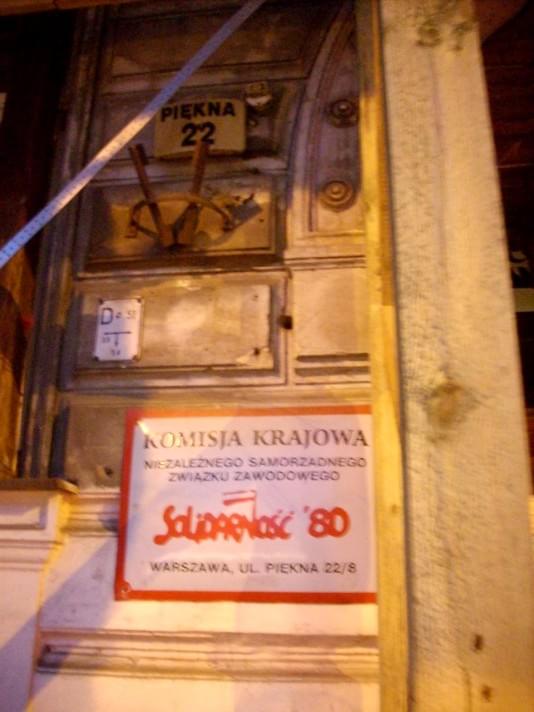 PIĘKNA
22
D
KOMISJA KRAJOWA
NIEZALEŻNEGO SAMORZĄDNEGO
ZWIĄZKU ZAWODOWEGO
SOLIDARNOŚĆ '80
WARSZAWA, UL. PIĘKNA 22/8